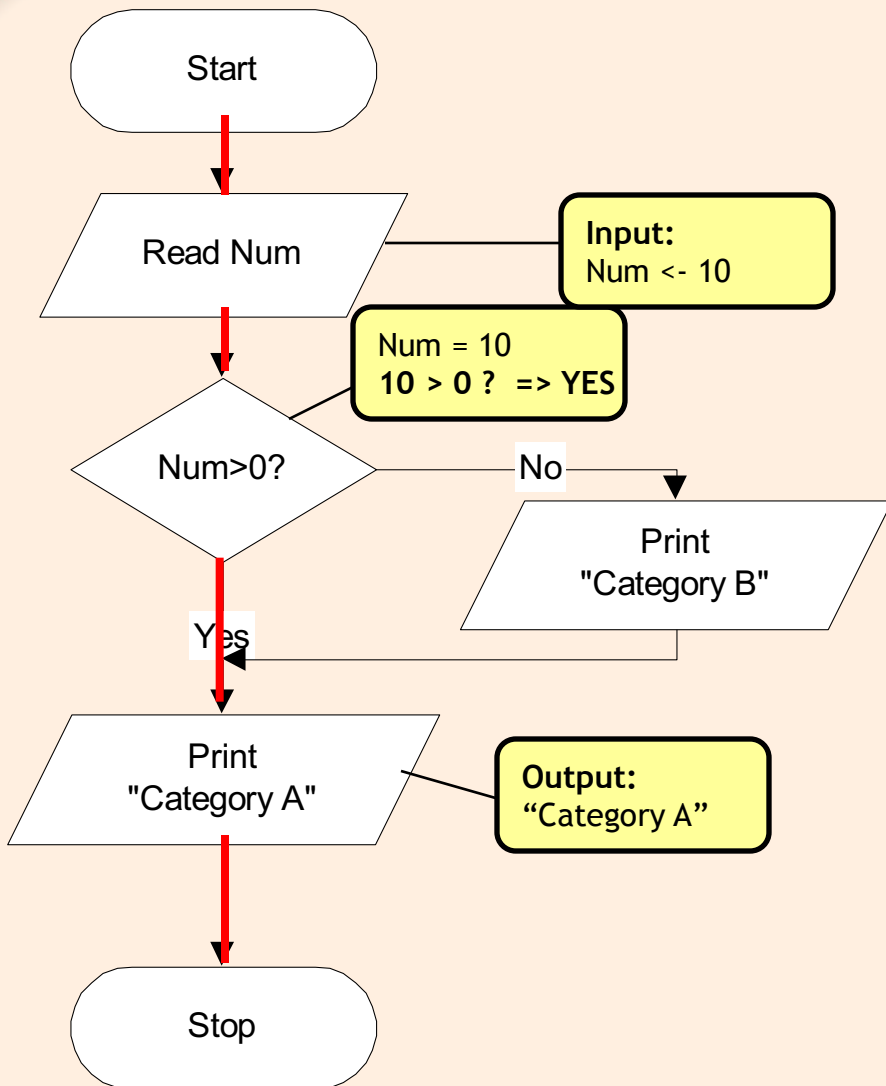 Start
Read Num
Input:
Num <- 10
Num = 10
10 > 0 ?  => YES
Num>0?
No
Print
"Category B"
Yes
Print
"Category A"
Output:
“Category A”
Stop